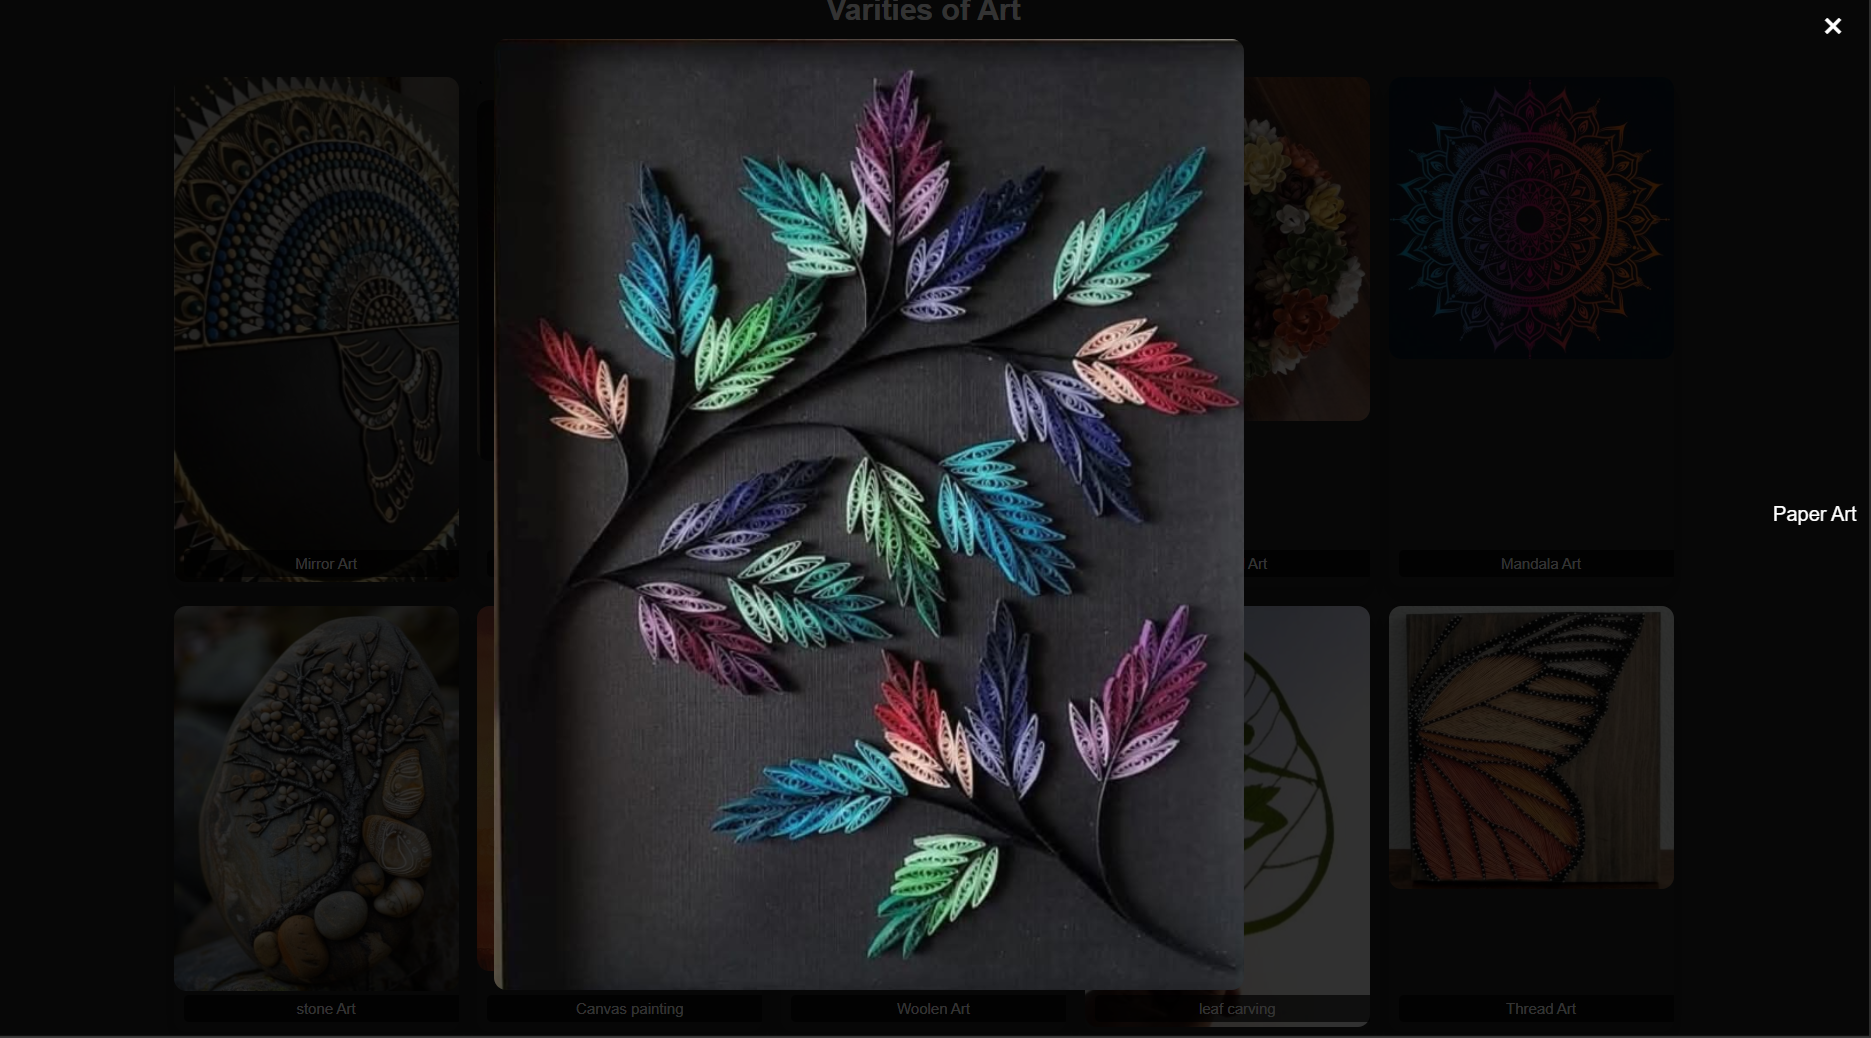 Varities of Art
×
Paper Art
Mirror Art
Art
Mandala Art
stone Art
Canvas painting
Woolen Art
leaf carving
Thread Art